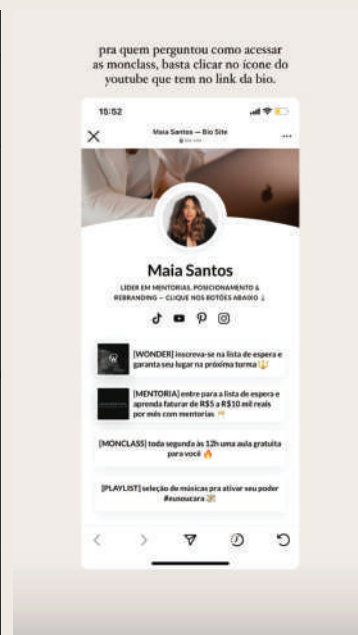 pra quem perguntou como acessar
as monclass, basta clicar no ícone do
youtube que tem no link da bio.
15:52
Maia Santos — Bio Site
Maia Santos
LÍDER EM MENTORIAS, POSICIONAMENTO &
REBRANDING — CLIQUE NOS BOTÕES ABAIXO ↓
[WONDER] inscreva-se na lista de espera e
garanta seu lugar na próxima turma 🔱
[MENTORIA] entre para a lista de espera e
aprenda faturar de R$5 a R$10 mil reais
por mês com mentorias
[MONCLASS] toda segunda às 12h uma aula gratuita
para você 🔥
[PLAYLIST] seleção de músicas pra ativar seu poder
#eusoucara